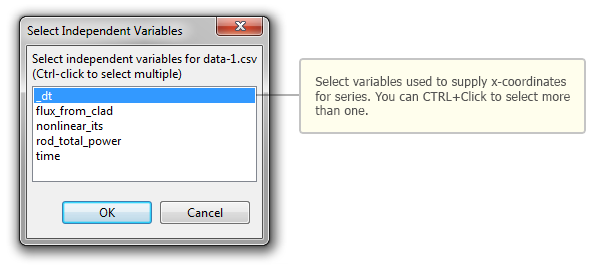 Select Independent Variables
Select independent variables for data-1.csv
(Ctrl-click to select multiple)
_dt
flux_from_clad
nonlinear_its
rod_total_power
time
OK
Cancel
Select variables used to supply x-coordinates
for series. You can CTRL+Click to select more
than one.